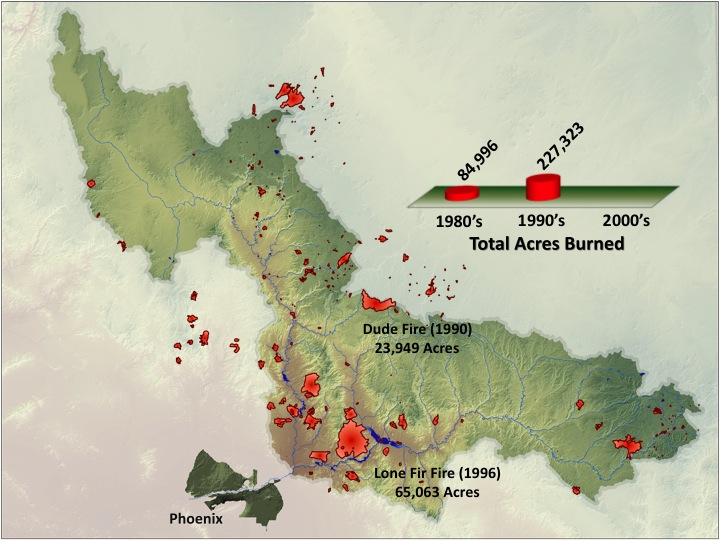 84,996
227,323
1980’s 1990’s 2000’s
Total Acres Burned
Dude Fire (1990)
23,949 Acres
Lone Fir Fire (1996)
65,063 Acres
Phoenix